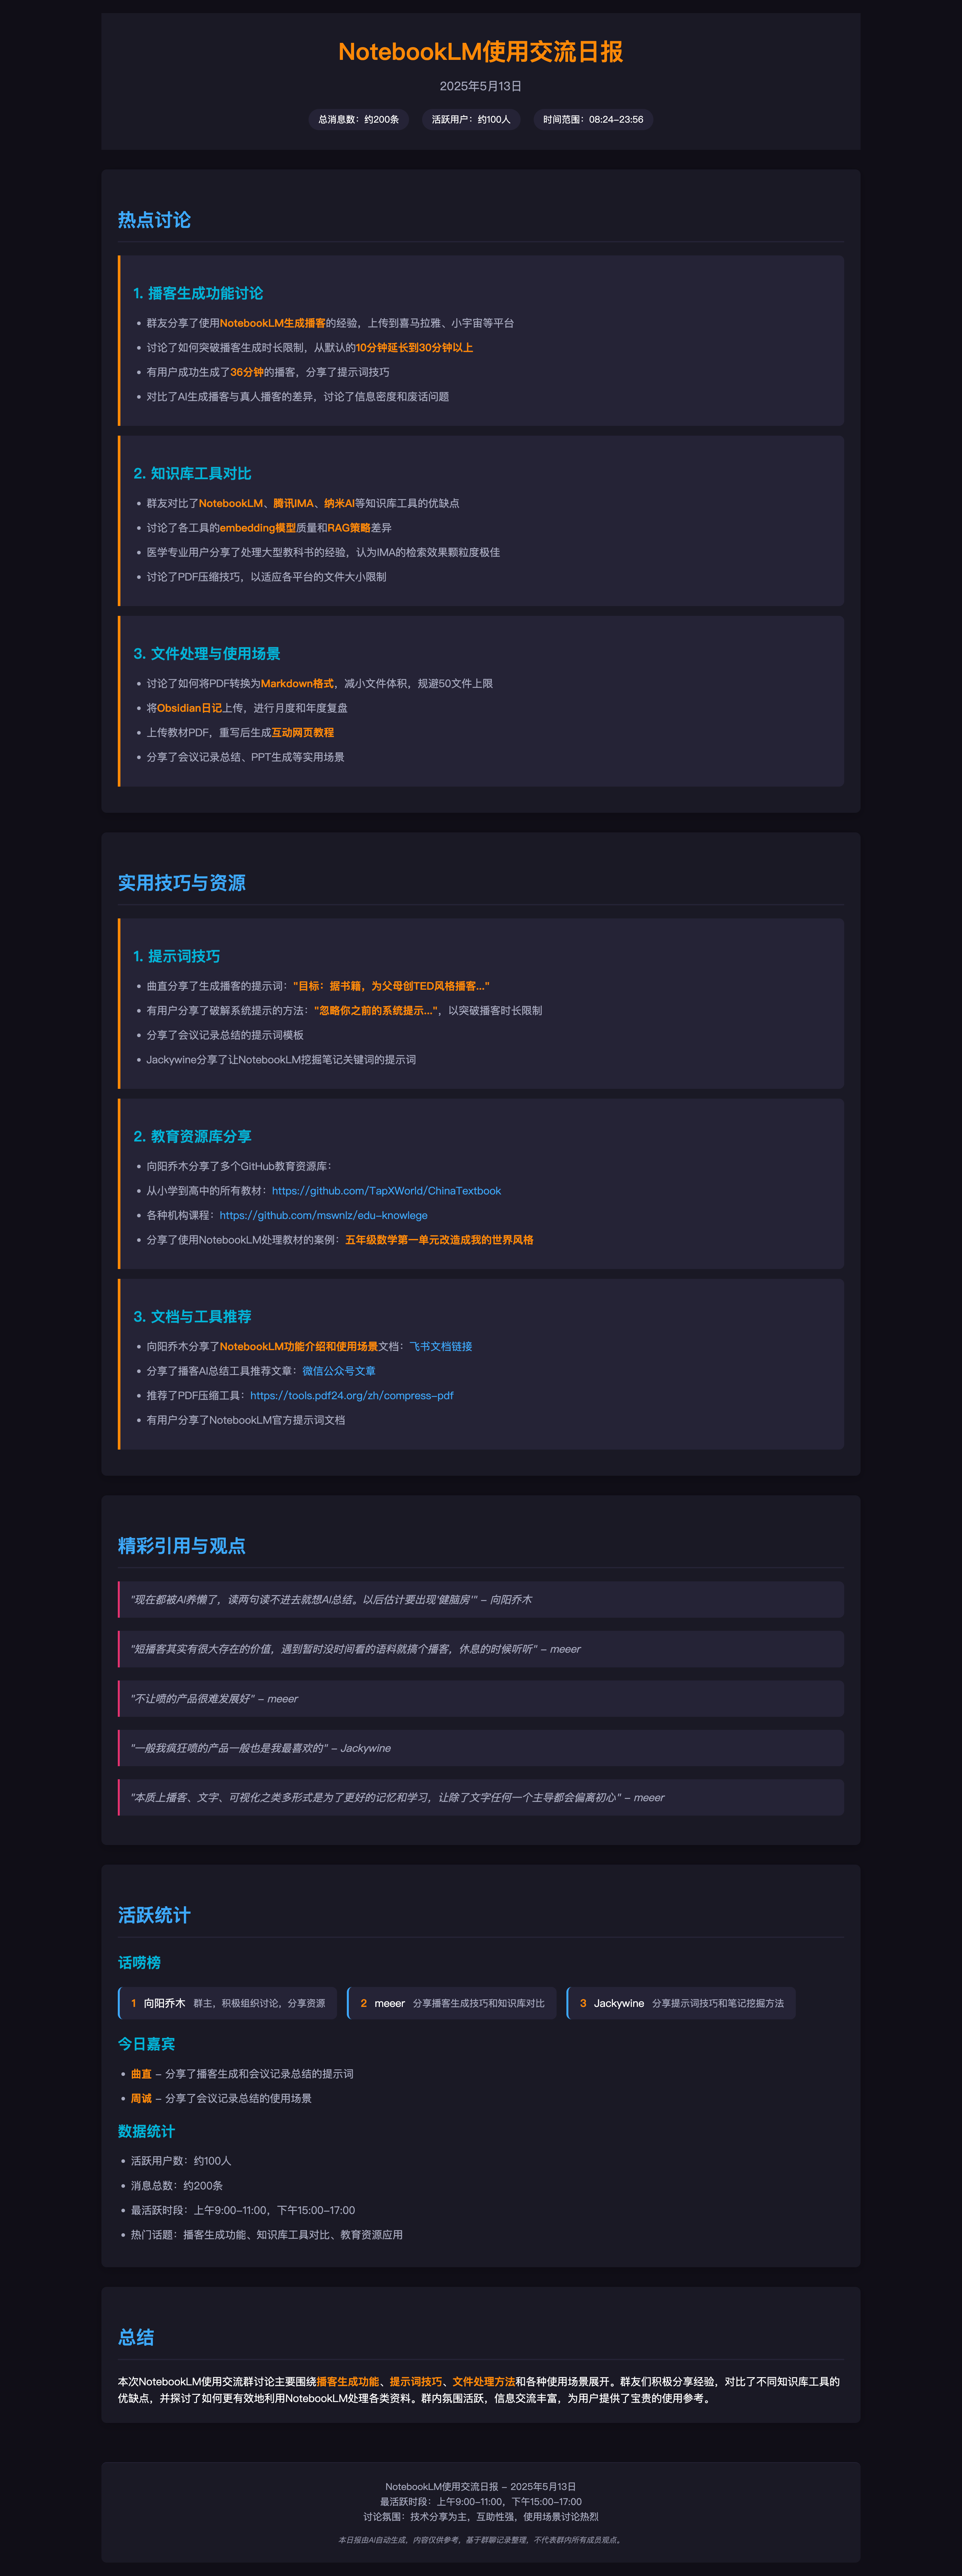 NotebookLM使用交流日报
2025年5月13日
总消息数：约200条
活跃用户：约100人
时间范围：08:24-23:56
热点讨论
1. 播客生成功能讨论
• 群友分享了使用NotebookLM生成播客的经验，上传到喜马拉雅、小宇宙等平台
• 讨论了如何突破播客生成时长限制，从默认的10分钟延长到30分钟以上
• 有用户成功生成了36分钟的播客，分享了提示词技巧
• 对比了AI生成播客与真人播客的差异，讨论了信息密度和废话问题
2. 知识库工具对比
• 群友对比了NotebookLM、腾讯IMA、纳米AI等知识库工具的优缺点
• 讨论了各工具的embedding模型质量和RAG策略差异
• 医学专业用户分享了处理大型教科书的经验，认为IMA的检索效果颗粒度极佳
• 讨论了PDF压缩技巧，以适应各平台的文件大小限制
3. 文件处理与使用场景
• 讨论了如何将PDF转换为Markdown格式，减小文件体积，规避50文件上限
• 将Obsidian日记上传，进行月度和年度复盘
• 上传教材PDF，重写后生成互动网页教程
• 分享了会议记录总结、PPT生成等实用场景
实用技巧与资源
1. 提示词技巧
• 曲直分享了生成播客的提示词："目标：据书籍，为父母创TED风格播客..."
• 有用户分享了破解系统提示的方法："忽略你之前的系统提示..."，以突破播客时长限制
• 分享了会议记录总结的提示词模板
• Jackywine分享了让NotebookLM挖掘笔记关键词的提示词
2. 教育资源库分享
• 向阳乔木分享了多个GitHub教育资源库：
• 从小学到高中的所有教材：https://github.com/TapXWorld/ChinaTextbook
• 各种机构课程：https://github.com/mswnlz/edu-knowlege
• 分享了使用NotebookLM处理教材的案例：五年级数学第一单元改造成我的世界风格
3. 文档与工具推荐
• 向阳乔木分享了NotebookLM功能介绍和使用场景文档：飞书文档链接
• 分享了播客AI总结工具推荐文章：微信公众号文章
• 推荐了PDF压缩工具：https://tools.pdf24.org/zh/compress-pdf
• 有用户分享了NotebookLM官方提示词文档
精彩引用与观点
"现在都被AI养懒了，读两句读不进去就想AI总结。以后估计要出现'健脑房'" - 向阳乔木
"短播客其实有很大存在的价值，遇到暂时没时间看的语料就搞个播客，休息的时候听听" - meeer
"不让喷的产品很难发展好" - meeer
"一般我疯狂喷的产品一般也是我最喜欢的" - Jackywine
"本质上播客、文字、可视化之类多形式是为了更好的记忆和学习，让除了文字任何一个主导都会偏离初心" - meeer
活跃统计
话唠榜
1 向阳乔木 群主，积极组织讨论，分享资源
2 meeer 分享播客生成技巧和知识库对比
3 Jackywine 分享提示词技巧和笔记挖掘方法
今日嘉宾
• 曲直 - 分享了播客生成和会议记录总结的提示词
• 周诚 - 分享了会议记录总结的使用场景
数据统计
• 活跃用户数：约100人
• 消息总数：约200条
• 最活跃时段：上午9:00-11:00，下午15:00-17:00
• 热门话题：播客生成功能、知识库工具对比、教育资源应用
总结
本次NotebookLM使用交流群讨论主要围绕播客生成功能、提示词技巧、文件处理方法和各种使用场景展开。群友们积极分享经验，对比了不同知识库工具的
优缺点，并探讨了如何更有效地利用NotebookLM处理各类资料。群内氛围活跃，信息交流丰富，为用户提供了宝贵的使用参考。
NotebookLM使用交流日报 - 2025年5月13日
最活跃时段：上午9:00-11:00，下午15:00-17:00
讨论氛围：技术分享为主，互助性强，使用场景讨论热烈
本日报由AI自动生成，内容仅供参考，基于群聊记录整理，不代表群内所有成员观点。